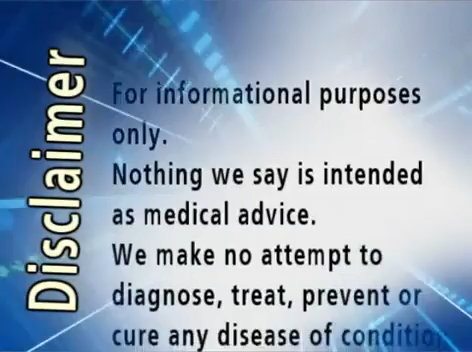 Disclaimer
For informational purposes
only.
Nothing we say is intended
as medical advice.
We make no attempt to
diagnose, treat, prevent or
cure any disease of